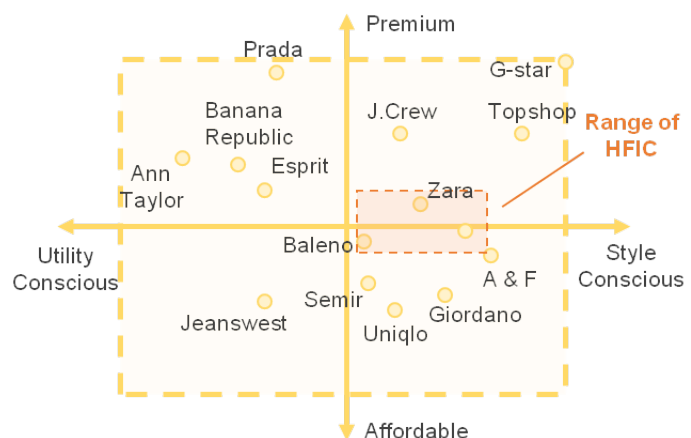 Premium
Prada
G-star
Banana
Republic
J.Crew
Topshop
Range of
HFIC
Ann
Taylor
Esprit
Zara
Utility
Conscious
Baleno
Style
Conscious
A & F
Semir
Giordano
Jeanswest
Uniqlo
Affordable